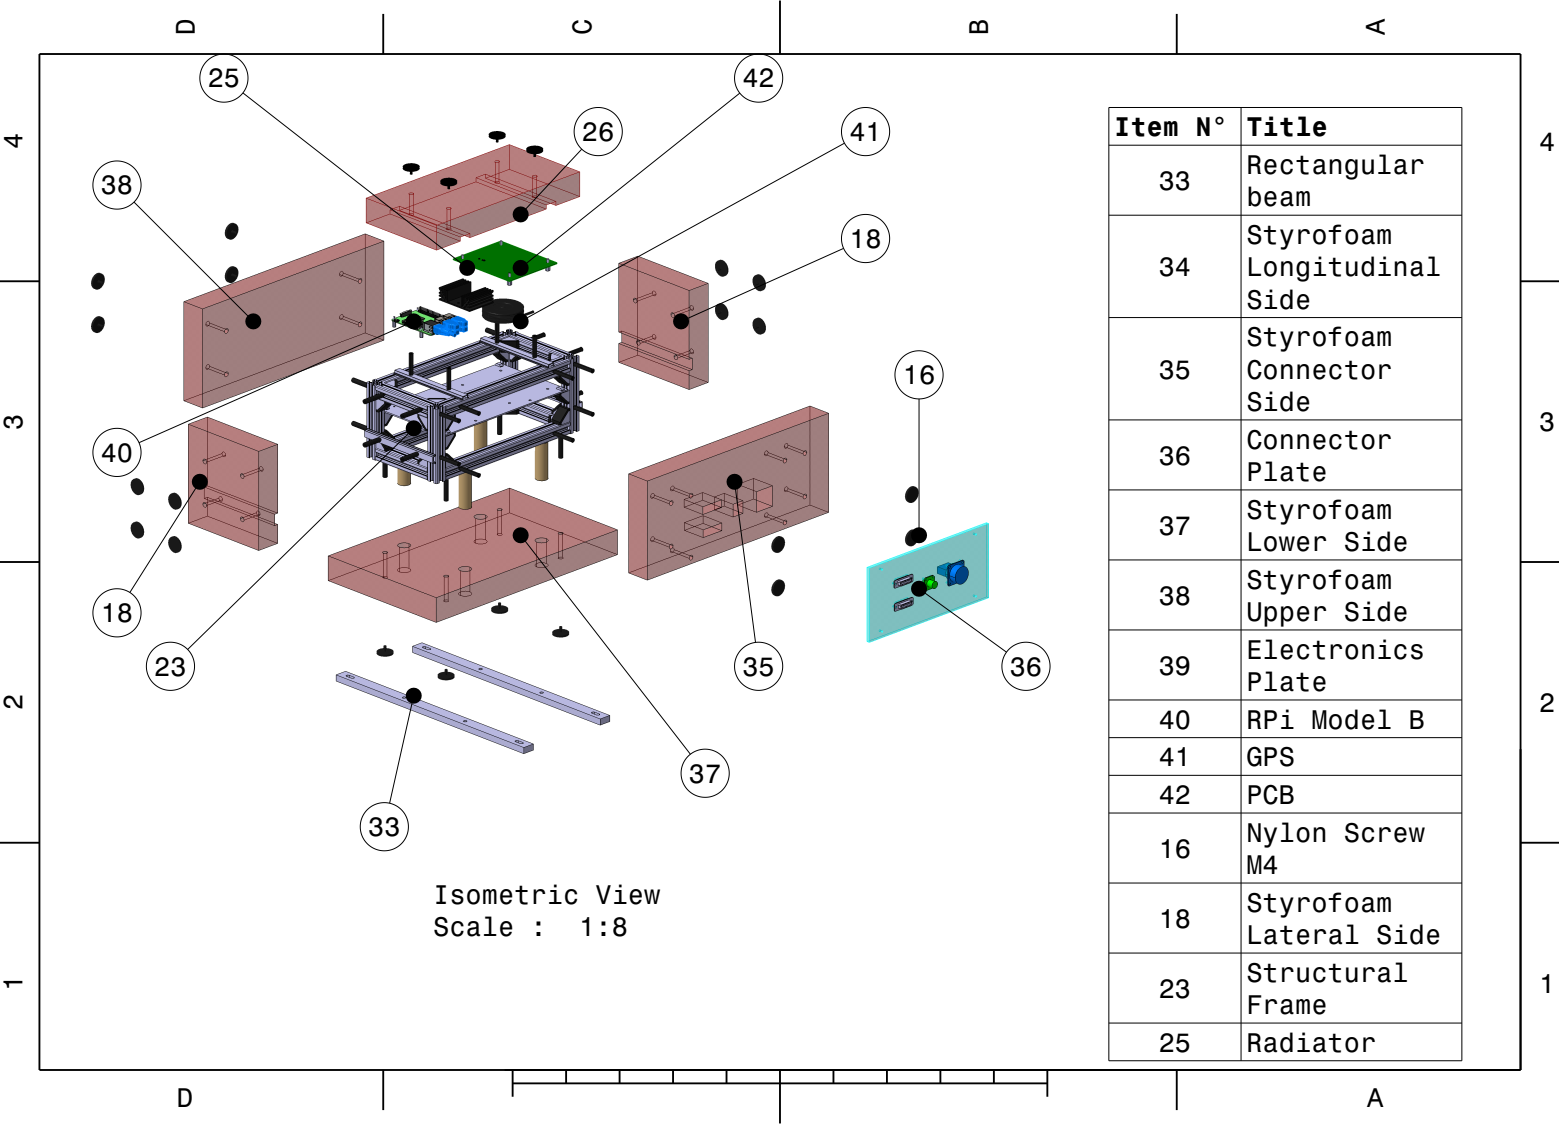 D C B A
25 42
26 41
38
18
40
16
18
23
35
36
37
33
Isometric View
Scale : 1:8
4 4
3 3
2 2
1 1
D A
Item N° Title
33 Rectangular
beam
34 Styrofoam
Longitudinal
Side
35 Styrofoam
Connector
Side
36 Connector
Plate
37 Styrofoam
Lower Side
38 Styrofoam
Upper Side
39 Electronics
Plate
40 RPi Model B
41 GPS
42 PCB
16 Nylon Screw
M4
18 Styrofoam
Lateral Side
23 Structural
Frame
25 Radiator